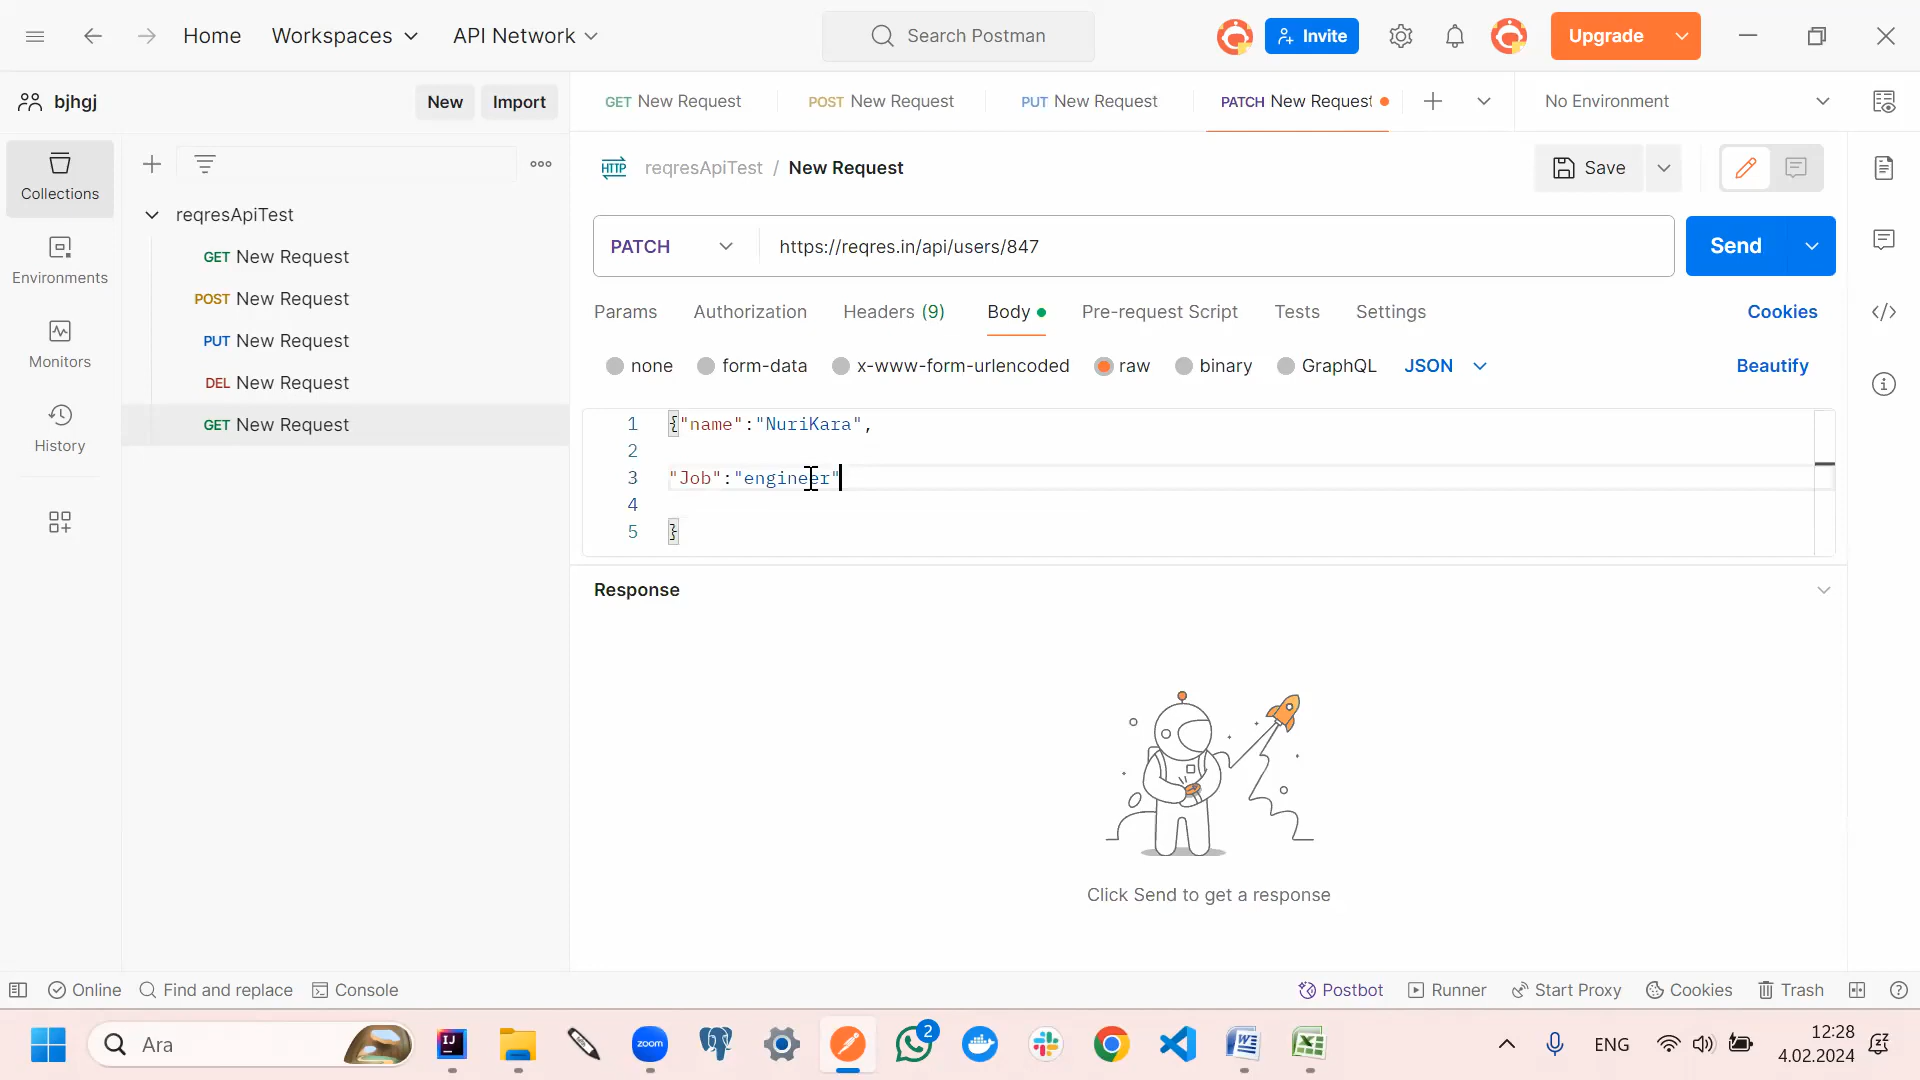 Home Workspaces API Network Search Postman Invite Upgrade
bjhgj New Import GET New Request POST New Request PUT New Request PATCH New Request No Environment
Collections
Environments
Monitors
History
reqresApiTest
GET New Request
POST New Request
PUT New Request
DEL New Request
GET New Request
HTTP reqresApiTest / New Request Save
PATCH https://reqres.in/api/users/847 Send
Params Authorization Headers (9) Body Pre-request Script Tests Settings Cookies
none form-data x-www-form-urlencoded raw binary GraphQL JSON Beautify
1 {"name":"NuriKara",
2
3 "Job":"engineer"
4
5 }
Response
Click Send to get a response
Online Find and replace Console Postbot Runner Start Proxy Cookies Trash
Ara IJ zoom 2 ENG 12:28
4.02.2024